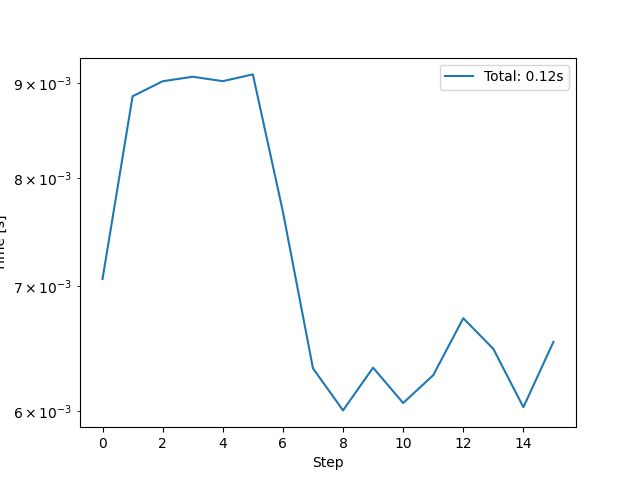 Total: 0.12s
9 × 10⁻³
8 × 10⁻³
7 × 10⁻³
6 × 10⁻³
[s]
0 2 4 6 8 10 12 14
Step